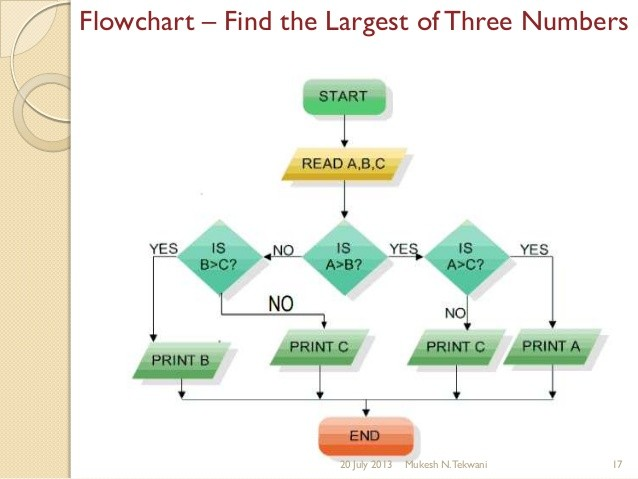 Flowchart – Find the Largest of Three Numbers
START
READ A,B,C
YES
IS
B>C?
NO
IS
A>B?
YES
IS
A>C?
YES
NO
NO
PRINT B
PRINT C
PRINT C
PRINT A
END
20 July 2013 Mukesh N. Tekwani 17